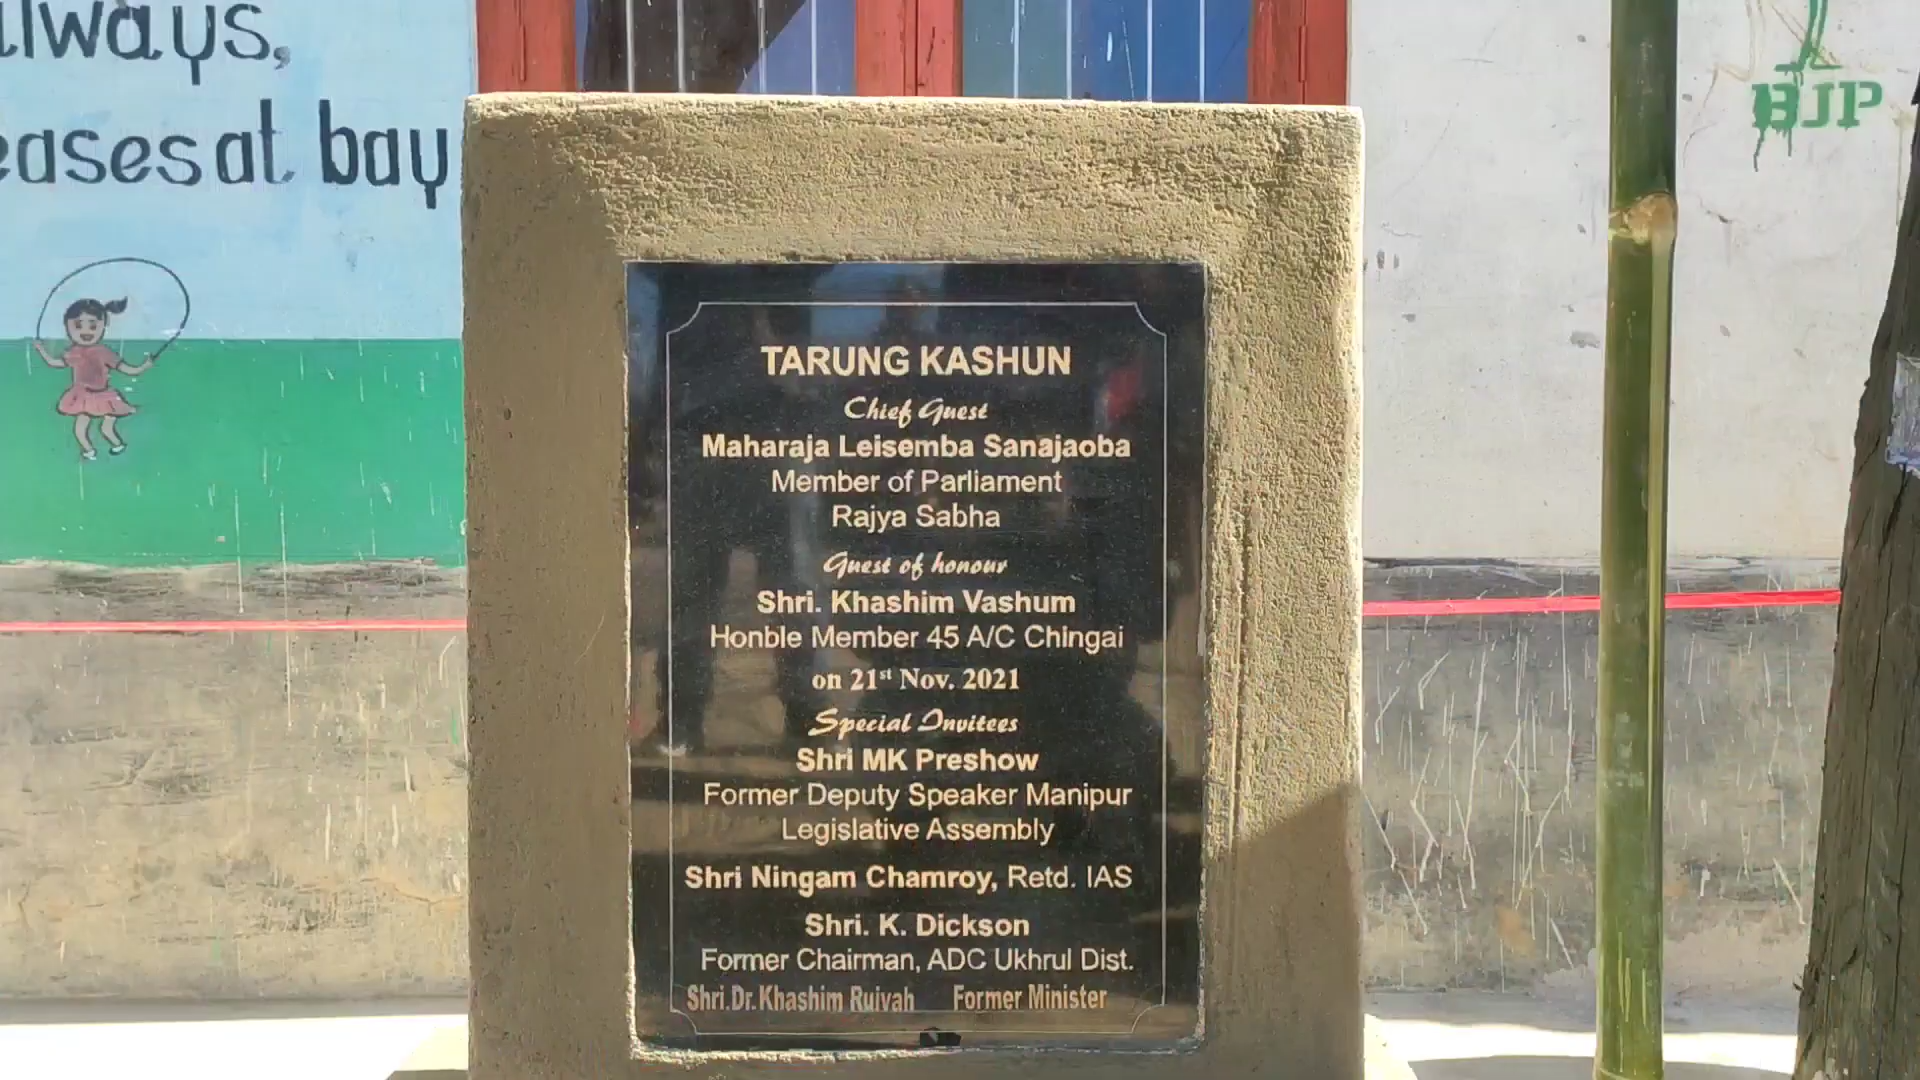 always,
eases at bay
BJP
TARUNG KASHUN
Chief Guest
Maharaja Leisemba Sanajaoba
Member of Parliament
Rajya Sabha
Guest of honour
Shri. Khashim Vashum
Honble Member 45 A/C Chingai
on 21st Nov. 2021
Special Invitees
Shri MK Preshow
Former Deputy Speaker Manipur
Legislative Assembly
Shri Ningam Chamroy, Retd. IAS
Shri. K. Dickson
Former Chairman, ADC Ukhrul Dist.
Shri.Dr.Khashim Ruivah Former Minister